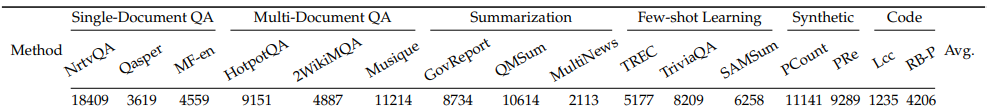 Single-Document QA Multi-Document QA Summarization Few-shot Learning Synthetic Code
Method NrtvQA Qasper MF-en HotpotQA 2WikiMQA Musique GovReport QMSum MultiNews TREC TriviaQA SAMSum PCount PRe Lcc RB-P Avg.
18409 3619 4559 9151 4887 11214 8734 10614 2113 5177 8209 6258 11141 9289 1235 4206